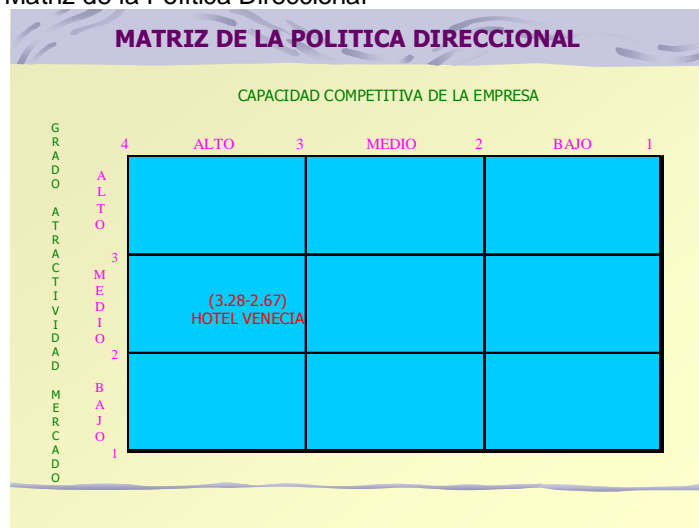 Matriz de la Política Direccional
MATRIZ DE LA POLITICA DIRECCIONAL
CAPACIDAD COMPETITIVA DE LA EMPRESA
GRADO ATRACTIVIDAD MERCADO
4 ALTO 3 MEDIO 2 BAJO 1
ALTO
3
MEDIO
(3.28-2.67)
HOTEL VENECIA
2
BAJO
1